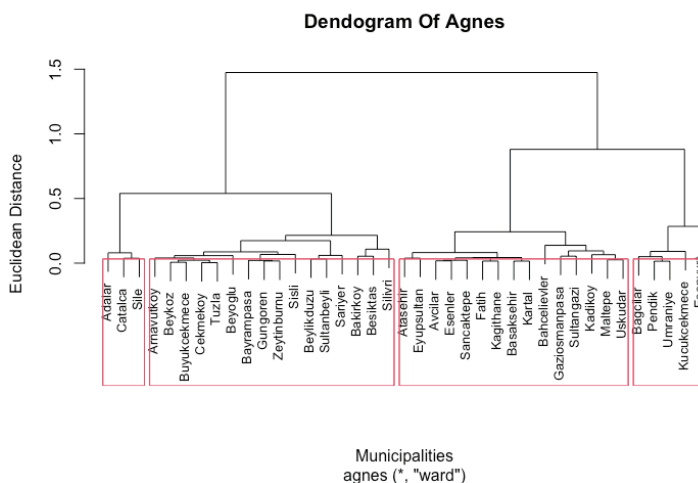 Dendogram Of Agnes
Euclidean Distance
1.5
1.0
0.5
0.0
Adalar
Catalca
Sile
Arnavutkoy
Beykoz
Buyukcekmece
Cekmekoy
Tuzla
Beyoglu
Bayrampasa
Gungoren
Zeytinburnu
Sisli
Beylikduzu
Sultanbeyli
Sariyer
Bakirkoy
Besiktas
Silivri
Atasehir
Eyupsultan
Avcilar
Esenler
Sancaktepe
Fatih
Kagithane
Basaksehir
Kartal
Bahcelievler
Gaziosmanpasa
Sultangazi
Kadikoy
Maltepe
Uskudar
Bagcilar
Pendik
Umraniye
Kucukcekmece
Municipalities
agnes (*, "ward")